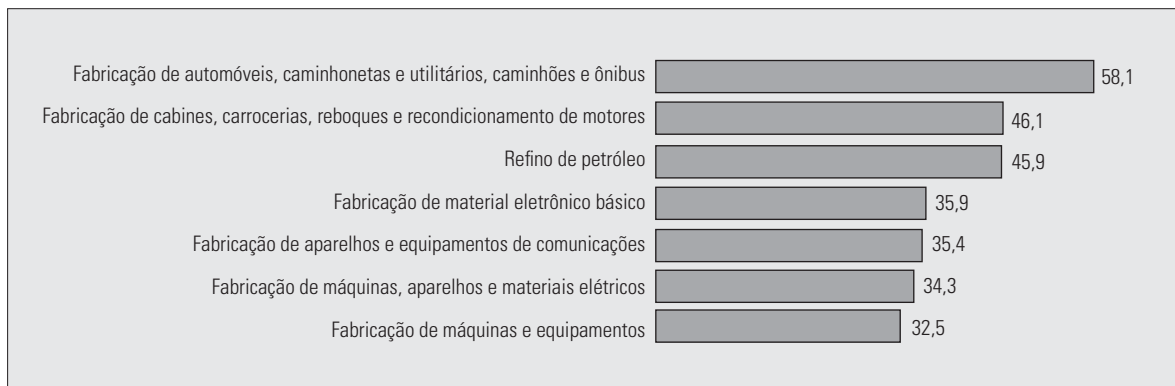 Fabricação de automóveis, caminhonetas e utilitários, caminhões e ônibus 58,1
Fabricação de cabines, carrocerias, reboques e recondicionamento de motores 46,1
Refino de petróleo 45,9
Fabricação de material eletrônico básico 35,9
Fabricação de aparelhos e equipamentos de comunicações 35,4
Fabricação de máquinas, aparelhos e materiais elétricos 34,3
Fabricação de máquinas e equipamentos 32,5